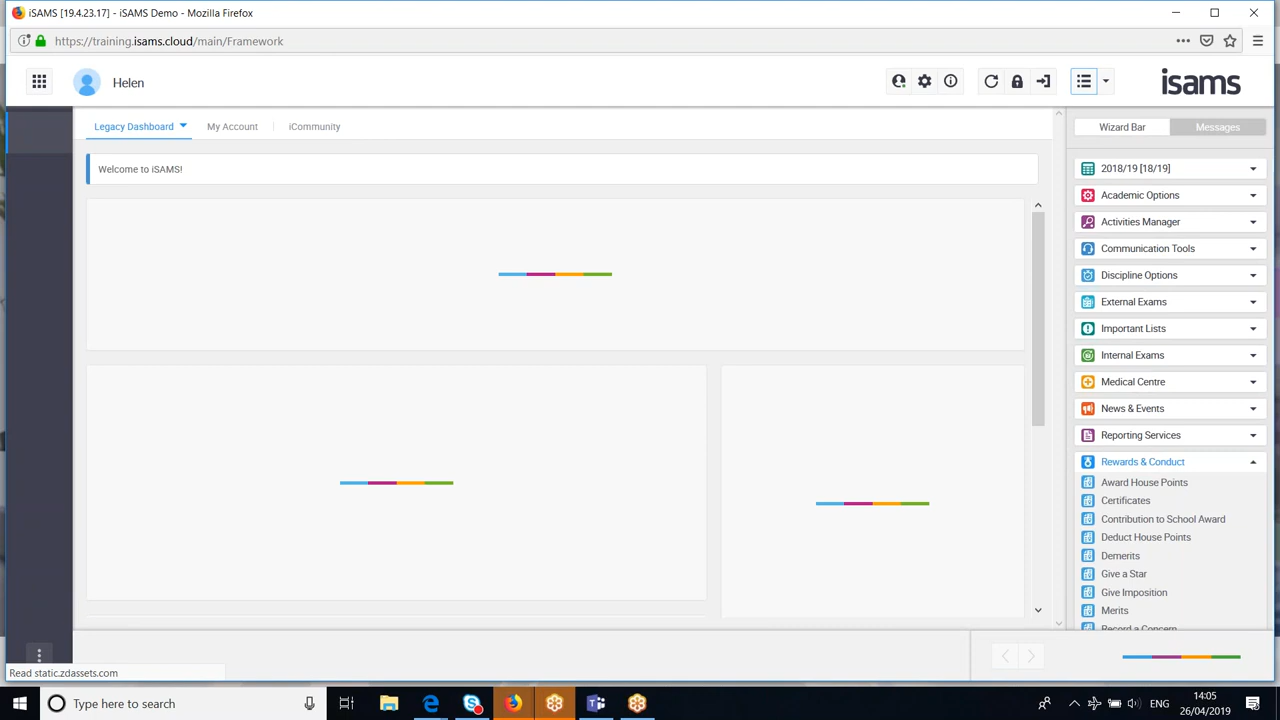 iSAMS [19.4.23.17] - iSAMS Demo - Mozilla Firefox
https://training.isams.cloud/main/Framework
Helen
isams
Legacy Dashboard
My Account
iCommunity
Wizard Bar
Messages
Welcome to iSAMS!
2018/19 [18/19]
Academic Options
Activities Manager
Communication Tools
Discipline Options
External Exams
Important Lists
Internal Exams
Medical Centre
News & Events
Reporting Services
Rewards & Conduct
Award House Points
Certificates
Contribution to School Award
Deduct House Points
Demerits
Give a Star
Give Imposition
Merits
Record a Concern
Read static.zdassets.com
Type here to search
ENG
14:05
26/04/2019